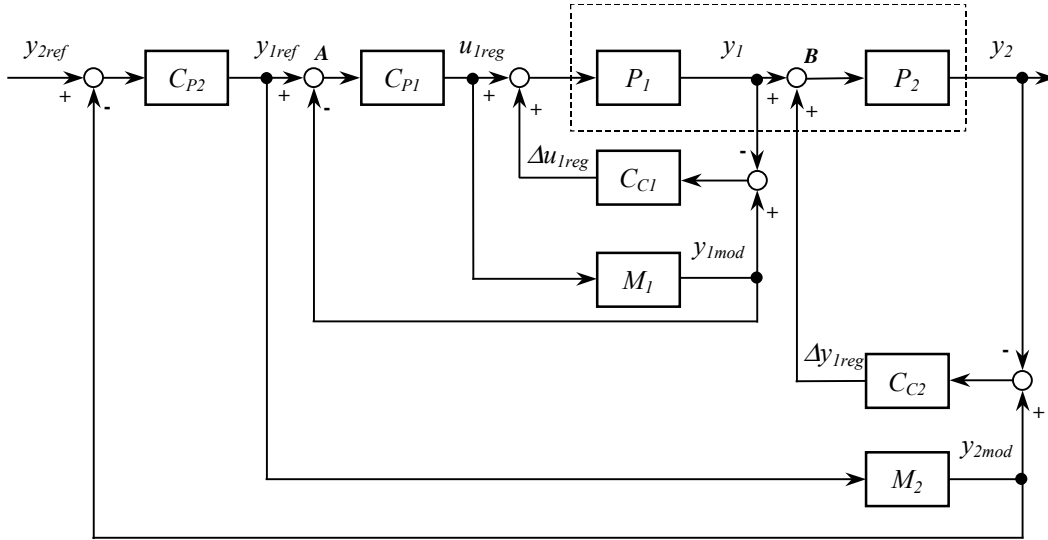 y2ref
+
-
CP2
y1ref
A
+
-
CP1
u1reg
+
+
P1
y1
B
+
+
P2
y2
Δu1reg
CC1
-
+
M1
y1mod
Δy1reg
CC2
-
+
M2
y2mod